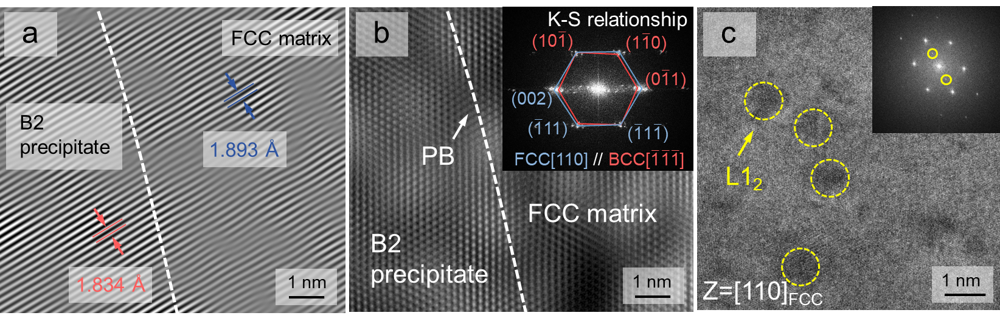 a
FCC matrix
B2
precipitate
1.893 Å
1.834 Å
1 nm
b
K-S relationship
(101̅)
(11̅0)
(01̅1)
(002)
(1̅11)
(1̅11̅)
FCC[110] // BCC[1̅1̅1̅]
PB
FCC matrix
B2
precipitate
1 nm
c
L1₂
Z=[110]FCC
1 nm